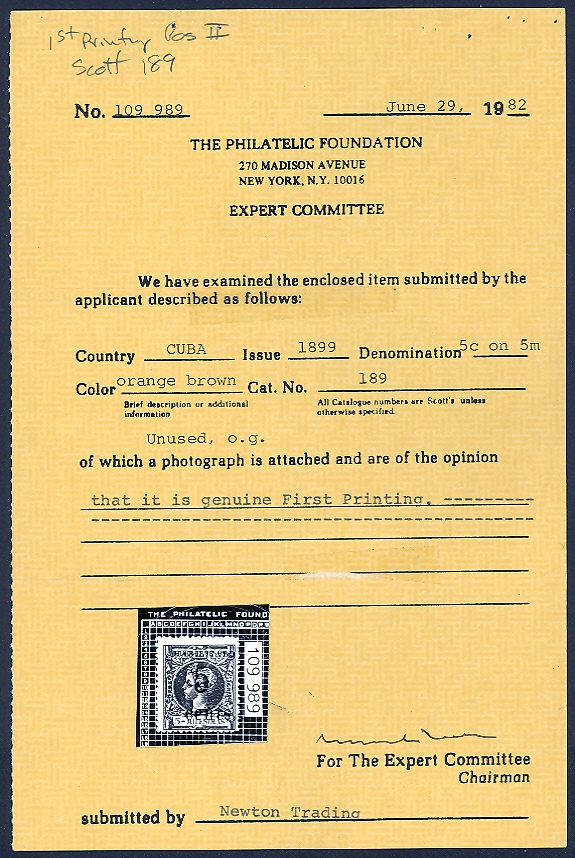 1st Printing Pos II
Scott 189
No. 109 989 June 29, 1982
THE PHILATELIC FOUNDATION
270 MADISON AVENUE
NEW YORK, N.Y. 10016
EXPERT COMMITTEE
We have examined the enclosed item submitted by the
applicant described as follows:
Country CUBA Issue 1899 Denomination 5c on 5m
Color orange brown Cat. No. 189
Brief description or additional information
All Catalogue numbers are Scott's unless otherwise specified.
Unused, o.g.
of which a photograph is attached and are of the opinion
that it is genuine First Printing. ---------
--------------------------------------------
THE PHILATELIC FOUND
ABCDEFGHIJKLMNOPQR
109 989
5
cents
For The Expert Committee
Chairman
submitted by Newton Trading